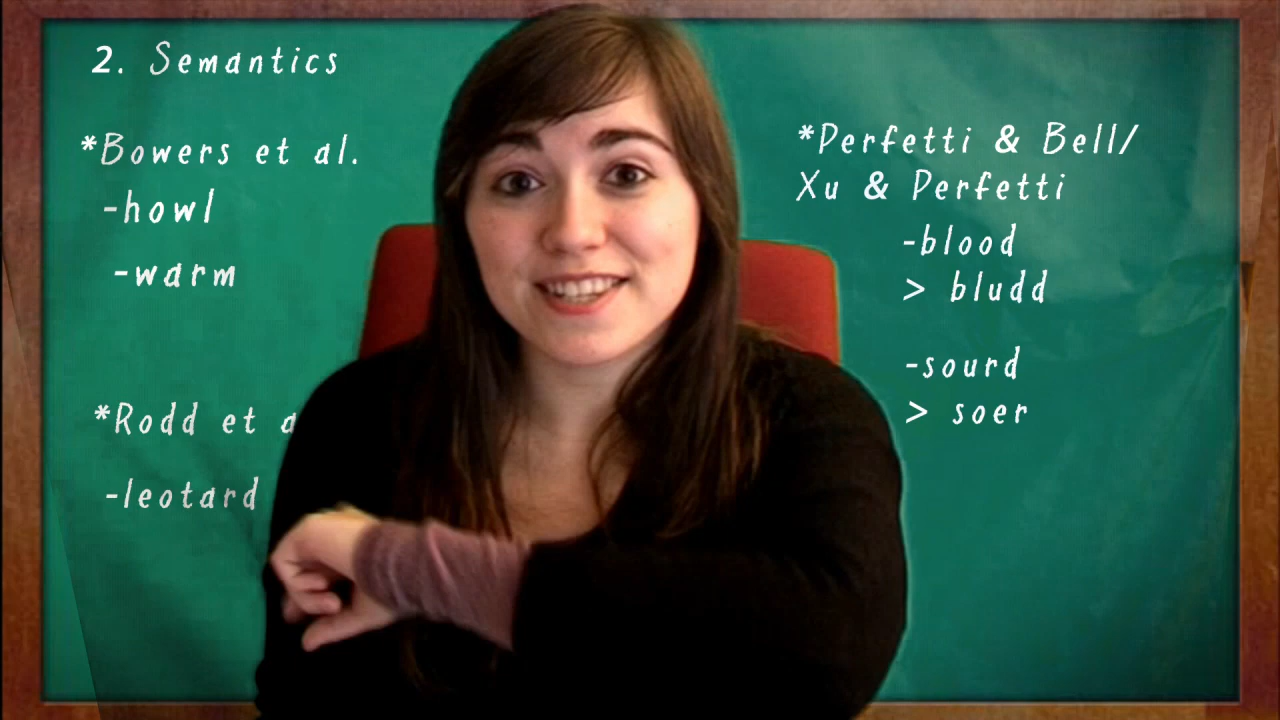 2. Semantics
*Bowers et al.
-howl
-warm
*Rodd et a
-leotard
*Perfetti & Bell/
Xu & Perfetti
-blood
> bludd
-sourd
> soer